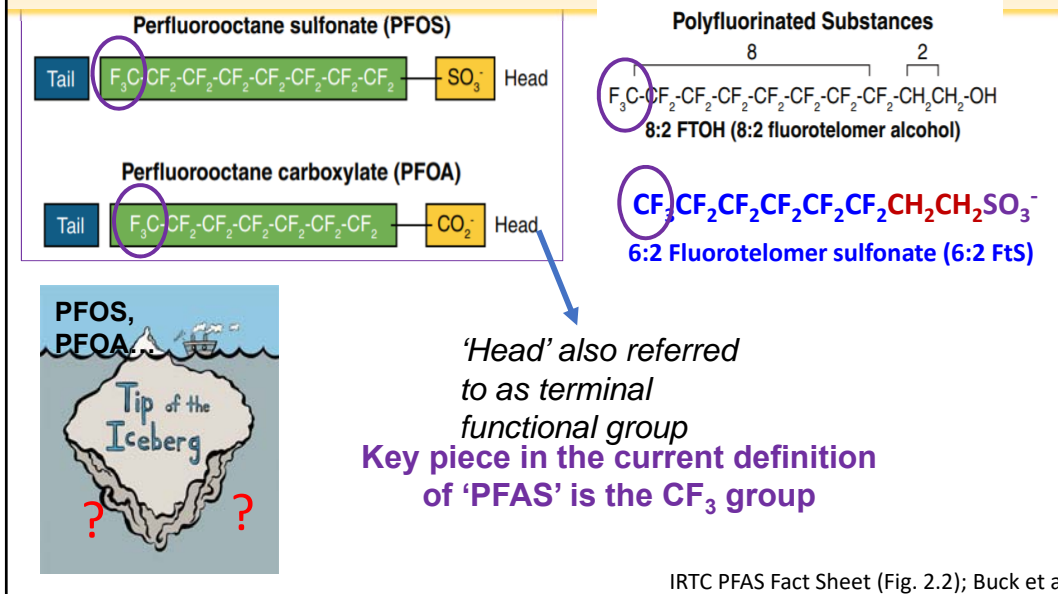 Perfluorooctane sulfonate (PFOS)
Tail F₃C-CF₂-CF₂-CF₂-CF₂-CF₂-CF₂-CF₂ SO₃⁻ Head
Perfluorooctane carboxylate (PFOA)
Tail F₃C-CF₂-CF₂-CF₂-CF₂-CF₂-CF₂ CO₂⁻ Head
Polyfluorinated Substances
8 2
F₃C-CF₂-CF₂-CF₂-CF₂-CF₂-CF₂-CF₂-CH₂CH₂-OH
8:2 FTOH (8:2 fluorotelomer alcohol)
CF₃CF₂CF₂CF₂CF₂CF₂CH₂CH₂SO₃⁻
6:2 Fluorotelomer sulfonate (6:2 FtS)
PFOS,
PFOA...
Tip of the
Iceberg
? ?
'Head' also referred
to as terminal
functional group
Key piece in the current definition
of 'PFAS' is the CF₃ group
IRTC PFAS Fact Sheet (Fig. 2.2); Buck et a